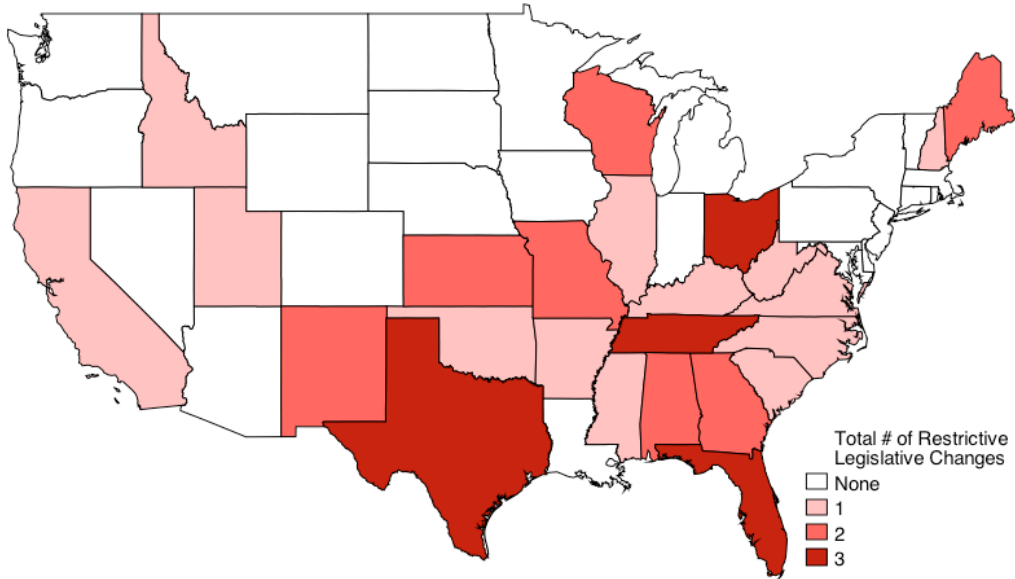 Total # of Restrictive
Legislative Changes
None
1
2
3